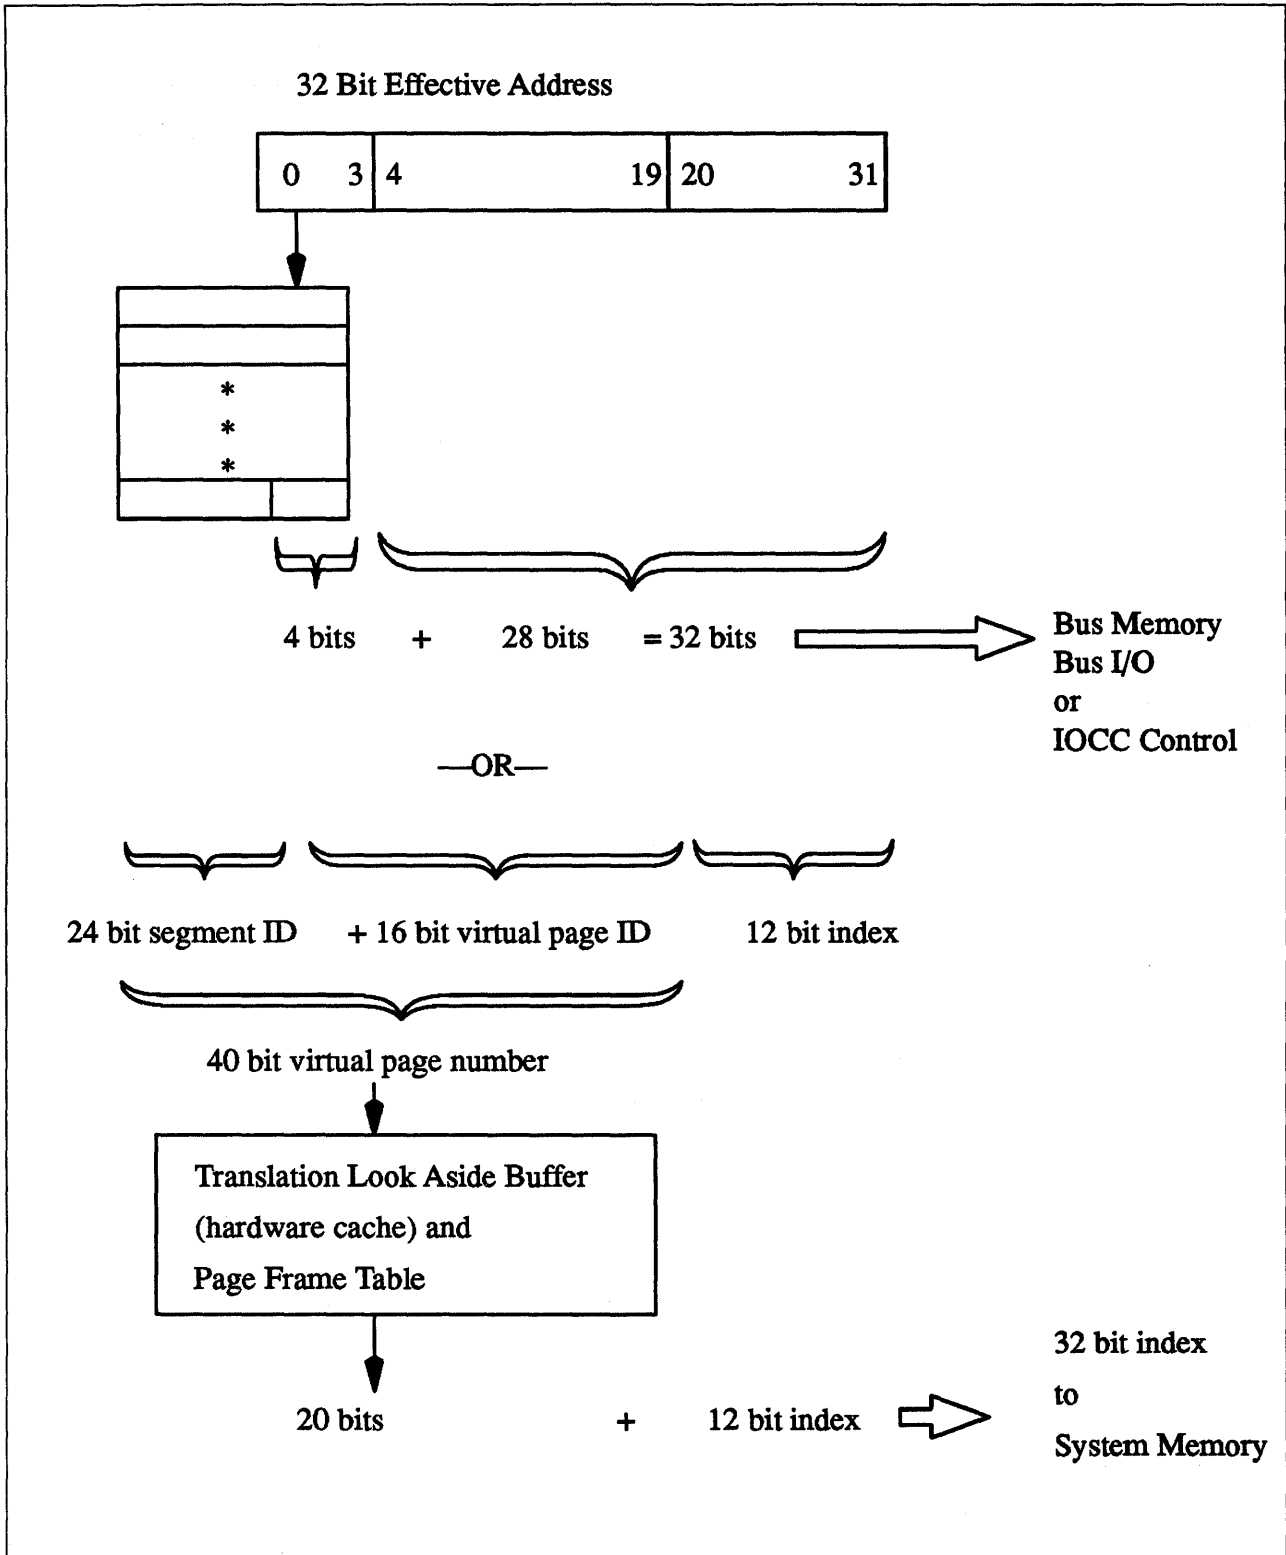 32 Bit Effective Address
0 3 4 19 20 31
*
*
*
4 bits + 28 bits = 32 bits
Bus Memory
Bus I/O
or
IOCC Control
—OR—
24 bit segment ID + 16 bit virtual page ID 12 bit index
40 bit virtual page number
Translation Look Aside Buffer
(hardware cache) and
Page Frame Table
20 bits + 12 bit index
32 bit index
to
System Memory